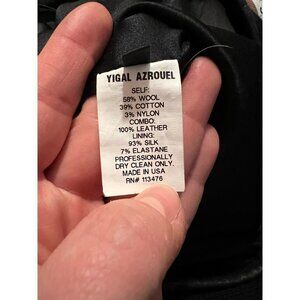 YIGAL AZROUEL
SELF:
58% WOOL
39% COTTON
3% NYLON
COMBO:
100% LEATHER
LINING:
93% SILK
7% ELASTANE
PROFESSIONALLY
DRY CLEAN ONLY.
MADE IN USA
RN# 113476